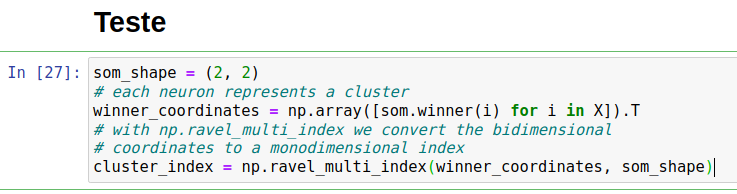 Teste
In [27]: som_shape = (2, 2)
# each neuron represents a cluster
winner_coordinates = np.array([som.winner(i) for i in X]).T
# with np.ravel_multi_index we convert the bidimensional
# coordinates to a monodimensional index
cluster_index = np.ravel_multi_index(winner_coordinates, som_shape)